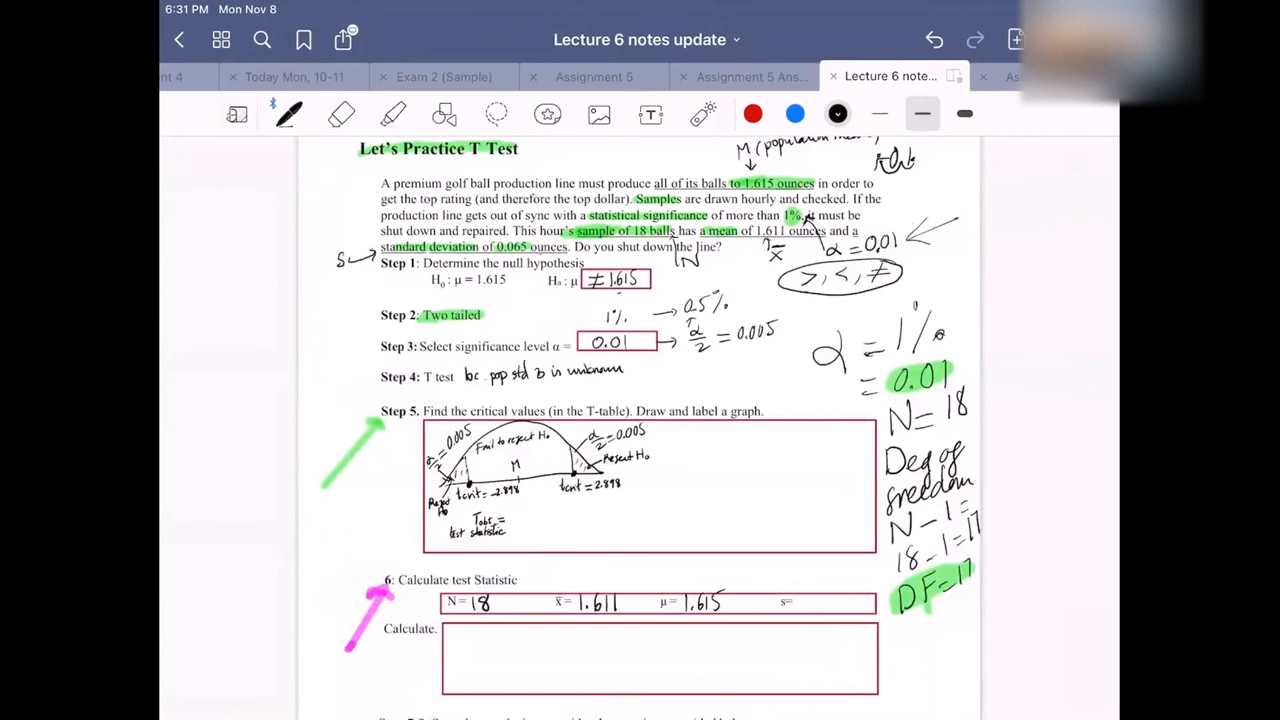 6:31 PM Mon Nov 8
Lecture 6 notes update
nt 4
Today Mon, 10-11
Exam 2 (Sample)
Assignment 5
Assignment 5 Ans...
Lecture 6 note...
Let's Practice T Test
M (population
A premium golf ball production line must produce all of its balls to 1.615 ounces in order to
get the top rating (and therefore the top dollar). Samples are drawn hourly and checked. If the
production line gets out of sync with a statistical significance of more than 1%, it must be
shut down and repaired. This hour's sample of 18 balls has a mean of 1.611 ounces and a
standard deviation of 0.065 ounces. Do you shut down the line?
S
N
x̄
α = 0.01
>, <, ≠
Step 1: Determine the null hypothesis
H₀ : μ = 1.615 Hₐ : μ ≠ 1.615
Step 2: Two tailed
1% → 0.5%
Step 3: Select significance level α = 0.01 → α/2 = 0.005
Step 4: T test bc pop std is unknown
Step 5. Find the critical values (in the T-table). Draw and label a graph.
α/2 = 0.005
Fail to reject H₀
α/2 = 0.005
Reject H₀
M
Reject H₀
tcrit = -2.898
tcrit = 2.898
Tobs =
test statistic
α = 1%
= 0.01
N = 18
Deg of
freedom
N - 1 =
18 - 1 = 17
DF = 17
6: Calculate test Statistic
N = 18 x̄ = 1.611 μ = 1.615 s=
Calculate.